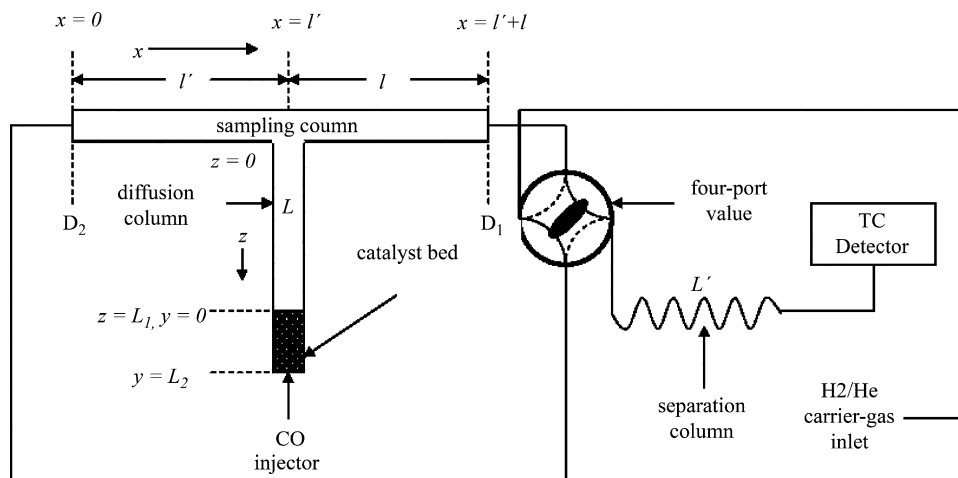 x = 0
x = l´
x = l´+l
x
l´
l
sampling coumn
z = 0
diffusion
column
L
D2
D1
four-port
value
TC
Detector
z
catalyst bed
L´
z = L1, y = 0
y = L2
CO
injector
separation
column
H2/He
carrier-gas
inlet